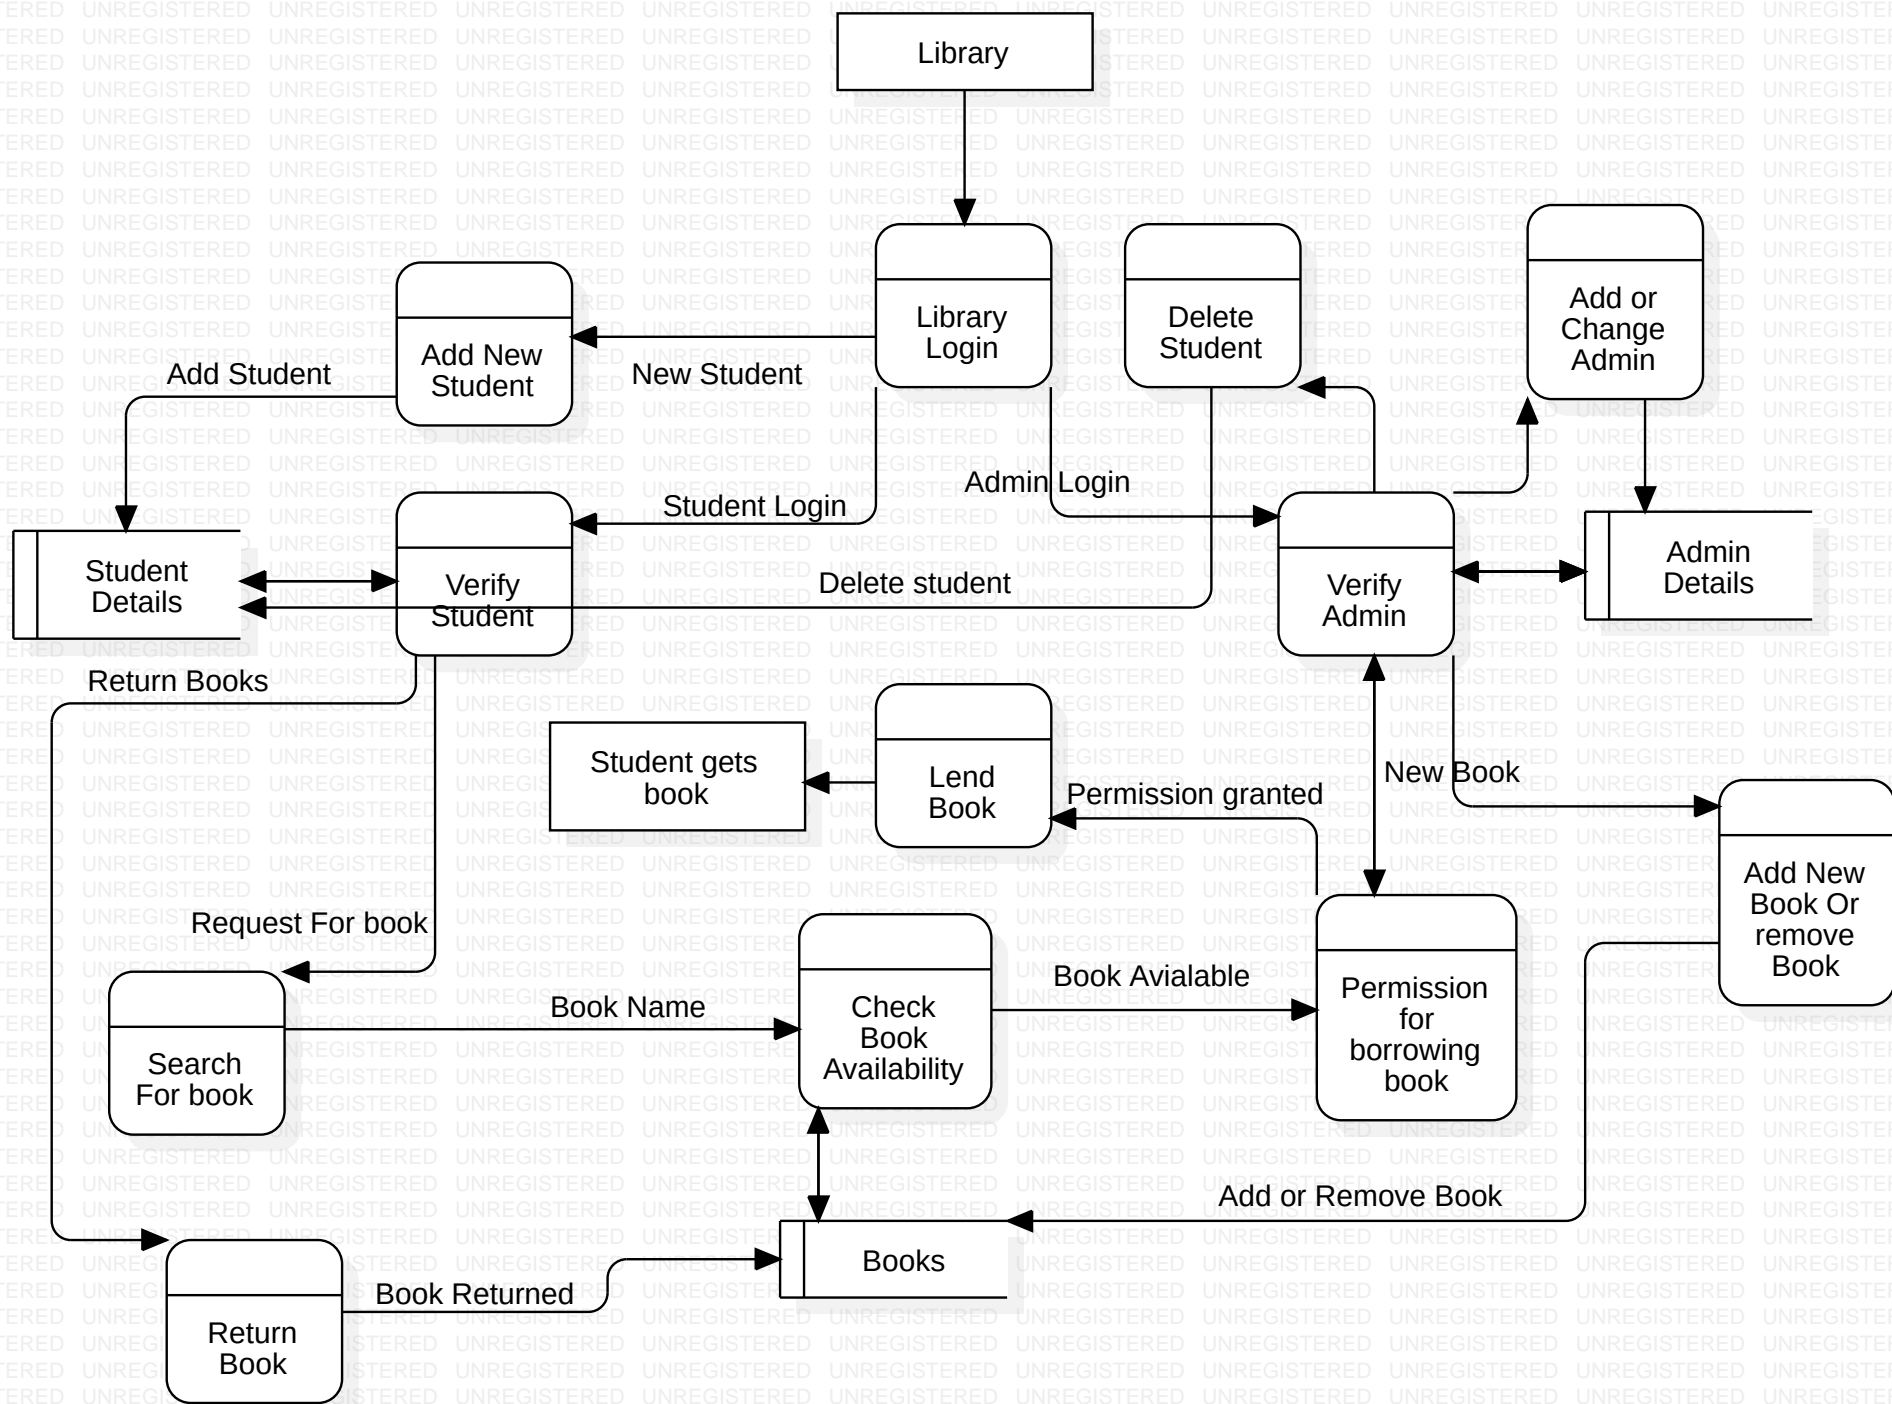 Library
Library
Login
Delete
Student
Add or
Change
Admin
Add New
Student
Add Student
New Student
Admin Login
Student Login
Student
Details
Verify
Student
Delete student
Verify
Admin
Admin
Details
Return Books
Student gets
book
Lend
Book
New Book
Permission granted
Add New
Book Or
remove
Book
Request For book
Book Name
Check
Book
Availability
Book Avialable
Permission
for
borrowing
book
Search
For book
Add or Remove Book
Books
Book Returned
Return
Book
UNREGISTERED